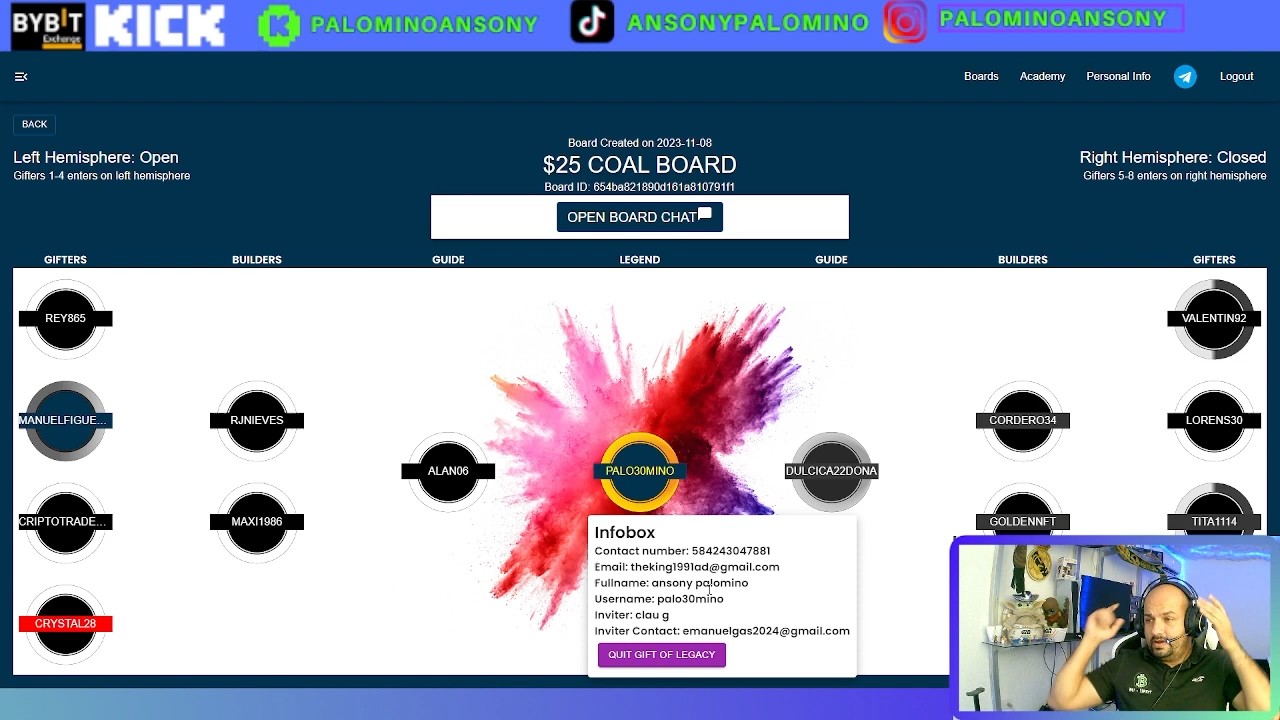 BYBIT
Exchange
KICK
PALOMINOANSONY
ANSONYPALOMINO
PALOMINOANSONY
Boards
Academy
Personal Info
Logout
BACK
Left Hemisphere: Open
Gifters 1-4 enters on left hemisphere
Board Created on 2023-11-08
$25 COAL BOARD
Board ID: 654ba821890d161a810791f1
Right Hemisphere: Closed
Gifters 5-8 enters on right hemisphere
OPEN BOARD CHAT
GIFTERS
BUILDERS
GUIDE
LEGEND
GUIDE
BUILDERS
GIFTERS
REY865
VALENTIN92
MANUELFIGUE...
RJNIEVES
CORDERO34
LORENS30
ALAN06
PALO30MINO
DULCICA22DONA
CRIPTOTRADE...
MAXI1986
GOLDENNFT
TITA1114
CRYSTAL28
Infobox
Contact number: 584243047881
Email: theking1991ad@gmail.com
Fullname: ansony palomino
Username: palo30mino
Inviter: clau g
Inviter Contact: emanuelgas2024@gmail.com
QUIT GIFT OF LEGACY